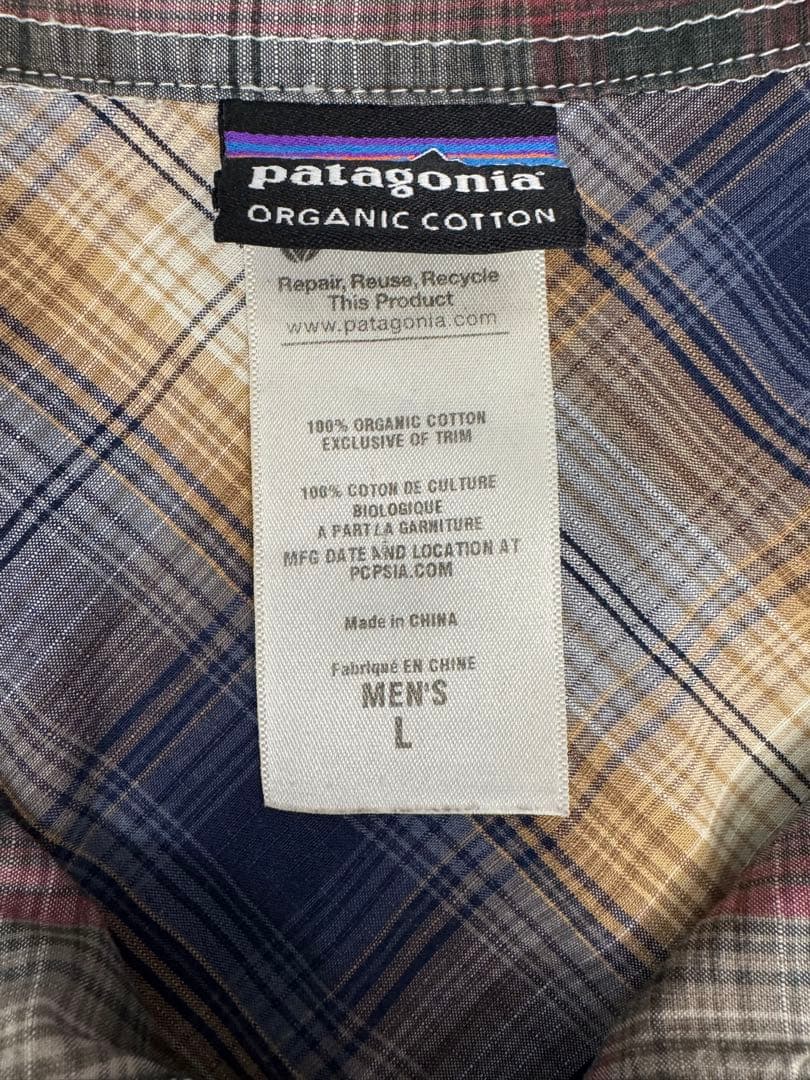 patagonia
ORGANIC COTTON
Repair, Reuse, Recycle
This Product
www.patagonia.com
100% ORGANIC COTTON
EXCLUSIVE OF TRIM
100% COTON DE CULTURE
BIOLOGIQUE
A PART LA GARNITURE
MFG DATE AND LOCATION AT
PCPSIA.COM
Made in CHINA
Fabriqué EN CHINE
MEN'S
L